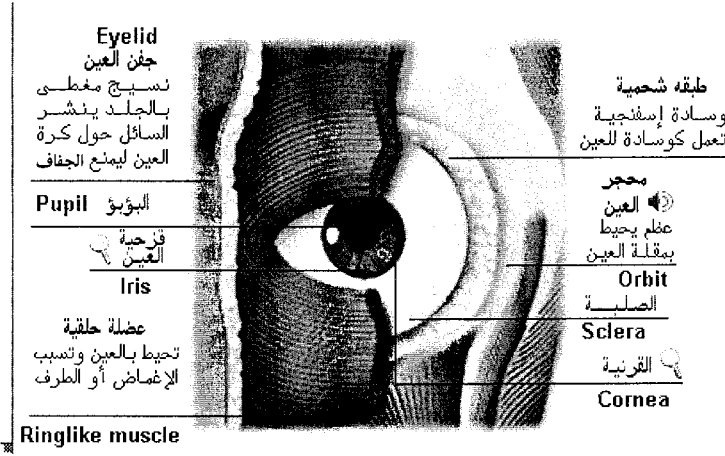 Eyelid
جفن العين
نسيج مغطى
بالجلد ينشر
السائل حول كرة
العين ليمنع الجفاف
Pupil البؤبؤ
قزحية
العين
Iris
عضلة حلقية
تحيط بالعين وتسبب
الإغماض أو الطرف
Ringlike muscle
طبقه شحمية
وسادة إسفنجية
تعمل كوسادة للعين
محجر
العين
عظم يحيط
بمقلة العين
Orbit
الصلبة
Sclera
القرنية
Cornea